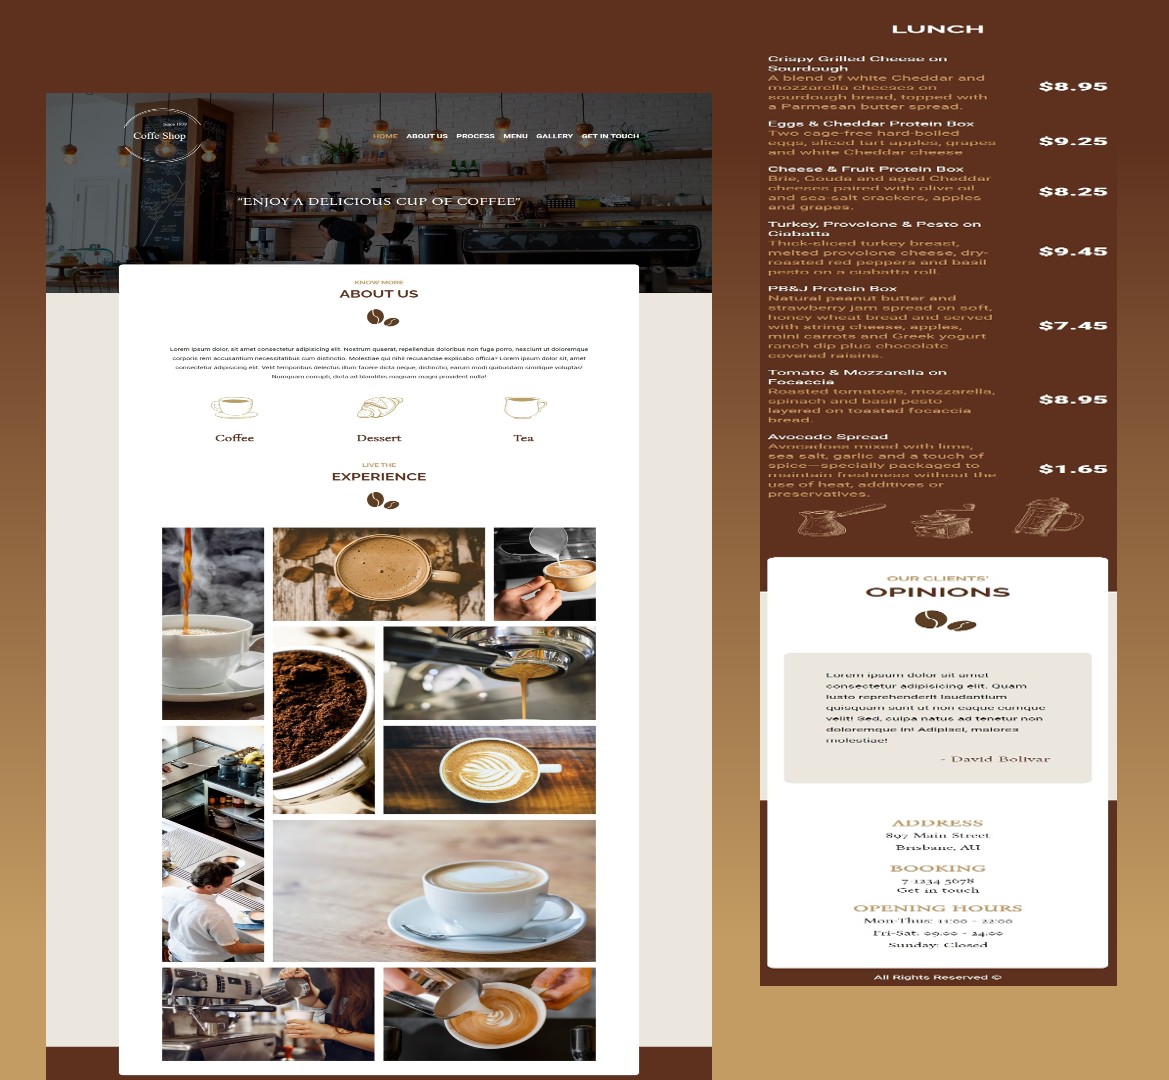 Since 1898
Coffe Shop
HOME ABOUT US PROCESS MENU GALLERY GET IN TOUCH
"ENJOY A DELICIOUS CUP OF COFFEE"
KNOW MORE
ABOUT US
Lorem ipsum dolor, sit amet consectetur adipisicing elit. Nostrum quaerat, repellendus doloribus non fuga porro, nesciunt ut doloremque
corporis rem accusantium necessitatibus cum distinctio. Molestiae qui nihil recusandae explicabo officia? Lorem ipsum dolor sit, amet
consectetur adipisicing elit. Velit temporibus delectus illum facere dicta neque, distinctio, earum modi quibusdam similique voluptas!
Numquam corrupti, dicta ad blanditiis magnam magni provident nulla!
Coffee
Dessert
Tea
LIVE THE
EXPERIENCE
LUNCH
Crispy Grilled Cheese on
Sourdough
A blend of white Cheddar and
mozzarella cheeses on
sourdough bread, topped with
a Parmesan butter spread.
$8.95
Eggs & Cheddar Protein Box
Two cage-free hard-boiled
eggs, sliced tart apples, grapes
and white Cheddar cheese
$9.25
Cheese & Fruit Protein Box
Brie, Gouda and aged Cheddar
cheeses paired with olive oil
and sea-salt crackers, apples
and grapes.
$8.25
Turkey, Provolone & Pesto on
Ciabatta
Thick-sliced turkey breast,
melted provolone cheese, dry-
roasted red peppers and basil
pesto on a ciabatta roll.
$9.45
PB&J Protein Box
Natural peanut butter and
strawberry jam spread on soft,
honey wheat bread and served
with string cheese, apples,
mini carrots and Greek yogurt
ranch dip plus chocolate
covered raisins.
$7.45
Tomato & Mozzarella on
Focaccia
Roasted tomatoes, mozzarella,
spinach and basil pesto
layered on toasted focaccia
bread.
$8.95
Avocado Spread
Avocadoes mixed with lime,
sea salt, garlic and a touch of
spice—specially packaged to
maintain freshness without the
use of heat, additives or
preservatives.
$1.65
OUR CLIENTS'
OPINIONS
Lorem ipsum dolor sit amet
consectetur adipisicing elit. Quam
iusto reprehenderit laudantium
quisquam sunt ut non eaque cumque
velit! Sed, culpa natus ad tenetur non
doloremque in! Adipisci, maiores
molestiae!
- David Bolivar
ADDRESS
897 Main Street
Brisbane, AU
BOOKING
7-1234 5678
Get in touch
OPENING HOURS
Mon-Thus: 11:00 - 22:00
Fri-Sat: 09:00 - 24:00
Sunday: Closed
All Rights Reserved ©